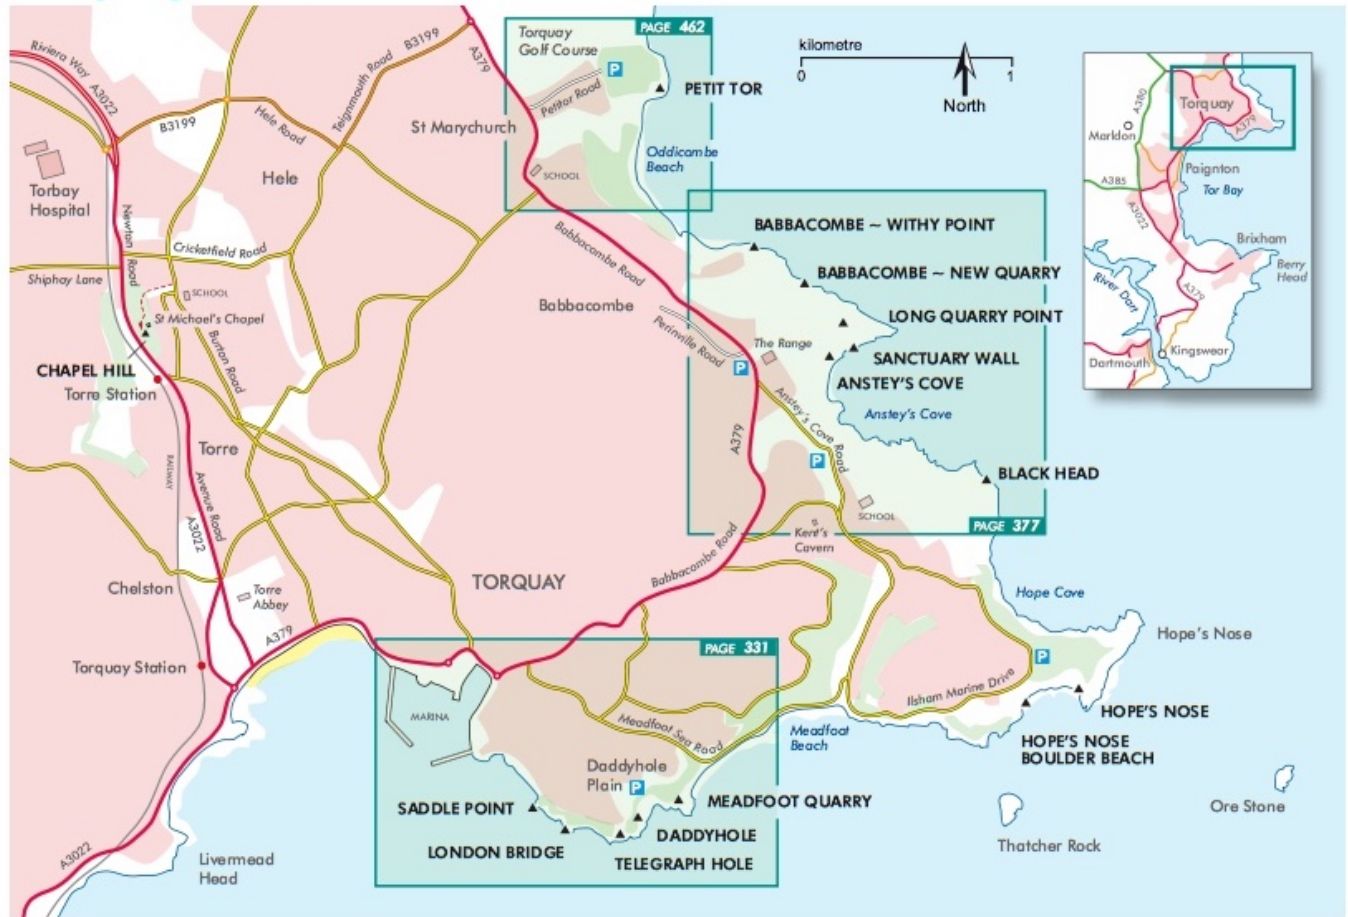 Riviera Way
A3022
B3199
Hele Road
Teignmouth Road
B3199
A379
Torquay
Golf Course
P
PAGE 462
Petitor Road
PETIT TOR
St Marychurch
Oddicombe
Beach
SCHOOL
kilometre
0
1
North
A380
Torquay
A379
Marldon
Paignton
A385
Tor Bay
A3022
Brixham
Berry
Head
River Dart
A379
Kingswear
Dartmouth
Torbay
Hospital
Hele
Newton Road
Cricketfield Road
Shiphay Lane
SCHOOL
St Michael's Chapel
CHAPEL HILL
Torre Station
Burton Road
Babbacombe Road
Babbacombe
Perinville Road
BABBACOMBE ~ WITHY POINT
BABBACOMBE ~ NEW QUARRY
LONG QUARRY POINT
The Range
SANCTUARY WALL
P
ANSTEY'S COVE
Anstey's Cove
Anstey's Cove Road
A379
P
BLACK HEAD
SCHOOL
PAGE 377
Kent's
Cavern
Torre
RAILWAY
Avenue Road
A3022
TORQUAY
Babbacombe Road
Chelston
Torre
Abbey
A379
Torquay Station
Hope Cove
Hope's Nose
P
Ilsham Marine Drive
HOPE'S NOSE
HOPE'S NOSE
BOULDER BEACH
PAGE 331
MARINA
Meadfoot Sea Road
Meadfoot
Beach
Daddyhole
Plain
P
SADDLE POINT
MEADFOOT QUARRY
DADDYHOLE
LONDON BRIDGE
TELEGRAPH HOLE
Ore Stone
Thatcher Rock
Livermead
Head
A3022